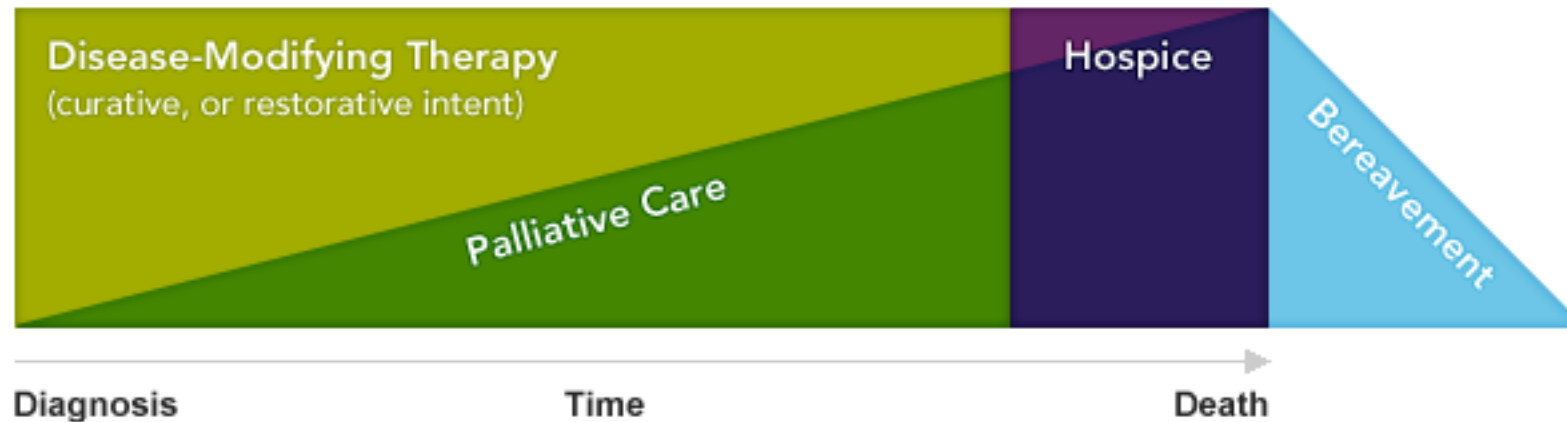 Disease-Modifying Therapy
(curative, or restorative intent)
Palliative Care
Hospice
Bereavement
Diagnosis
Time
Death